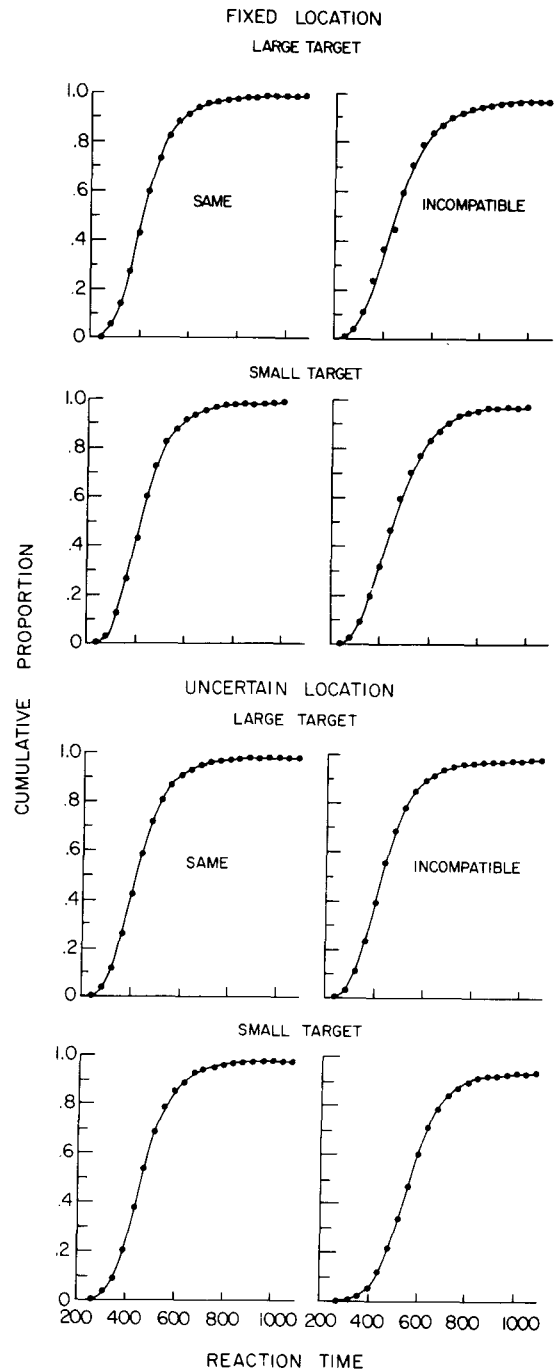 FIXED LOCATION
LARGE TARGET
1.0
.8
.6
.4
.2
0
SAME
INCOMPATIBLE
SMALL TARGET
1.0
.8
.6
.4
.2
0
UNCERTAIN LOCATION
LARGE TARGET
1.0
.8
.6
.4
.2
0
SAME
INCOMPATIBLE
SMALL TARGET
1.0
.8
.6
.4
.2
0
200 400 600 800 1000 200 400 600 800 1000
CUMULATIVE PROPORTION
REACTION TIME